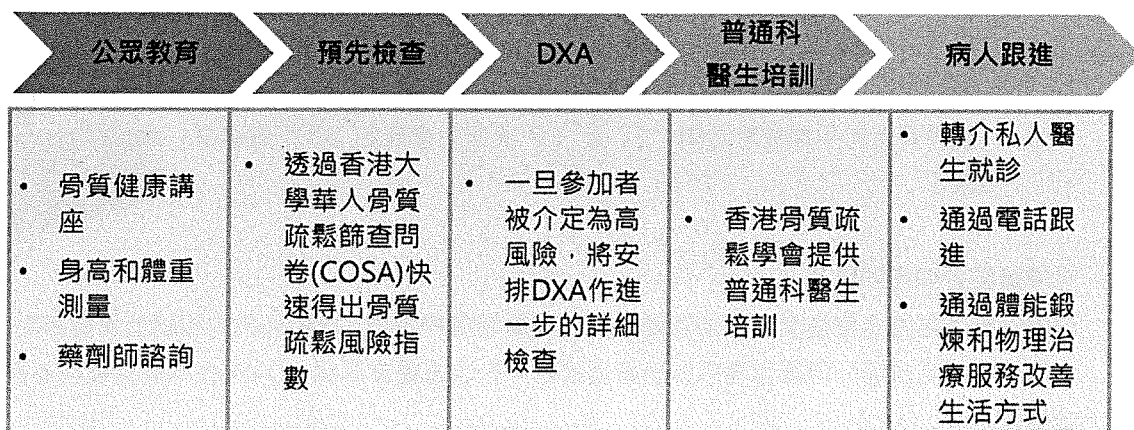 公眾教育
預先檢查
DXA
普通科
醫生培訓
病人跟進
• 骨質健康講
座
• 身高和體重
測量
• 藥劑師諮詢
• 透過香港大
學華人骨質
疏鬆篩查問
卷(COSA)快
速得出骨質
疏鬆風險指
數
• 一旦參加者
被介定為高
風險，將安
排DXA作進
一步的詳細
檢查
• 香港骨質疏
鬆學會提供
普通科醫生
培訓
• 轉介私人醫
生就診
• 通過電話跟
進
• 通過體能鍛
煉和物理治
療服務改善
生活方式